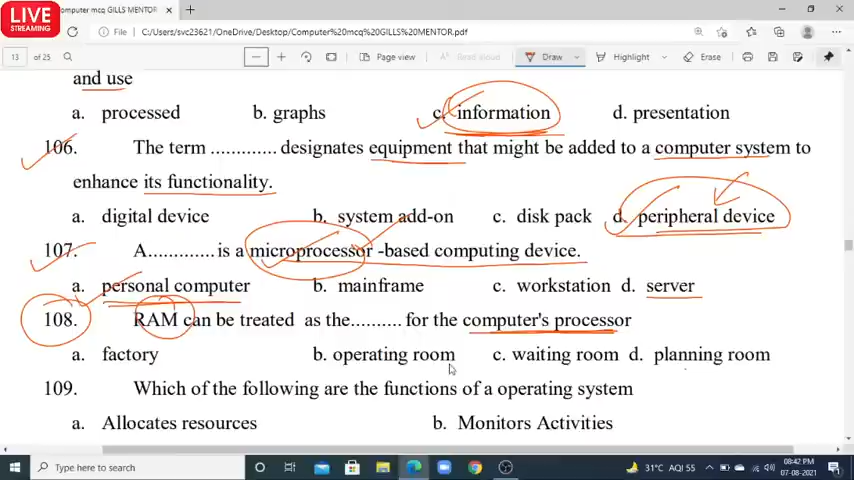 LIVE
STREAMING
Computer mcq GILLS MENTOR.pdf
File
C:/Users/svc23621/OneDrive/Desktop/Computer%20mcq%20GILLS%20MENTOR.pdf
13 of 25
Page view
Read aloud
Draw
Highlight
Erase
and use
a. processed b. graphs c. information d. presentation
106. The term ............. designates equipment that might be added to a computer system to
enhance its functionality.
a. digital device b. system add-on c. disk pack d. peripheral device
107. A............. is a microprocessor -based computing device.
a. personal computer b. mainframe c. workstation d. server
108. RAM can be treated as the.......... for the computer's processor
a. factory b. operating room c. waiting room d. planning room
109. Which of the following are the functions of a operating system
a. Allocates resources b. Monitors Activities
Type here to search
31°C AQI 55
08:42 PM
07-08-2021